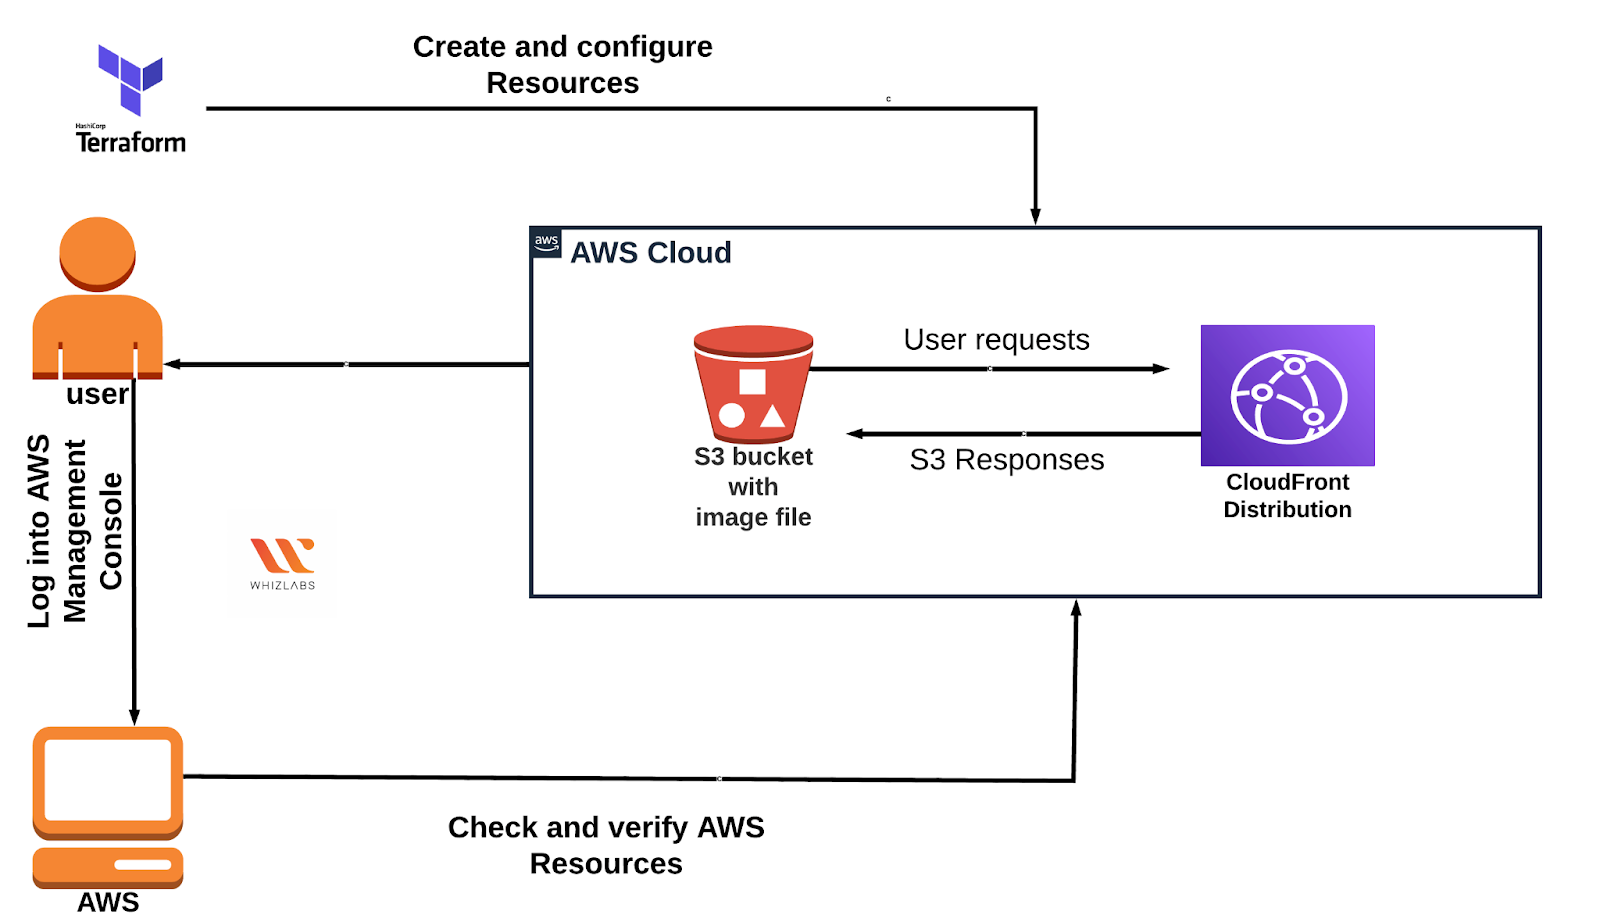 Create and configure
Resources
c
HashiCorp
Terraform
aws
AWS Cloud
User requests
c
c
S3 Responses
c
S3 bucket
with
image file
CloudFront
Distribution
user
Log into AWS
Management
Console
WHIZLABS
c
Check and verify AWS
Resources
AWS